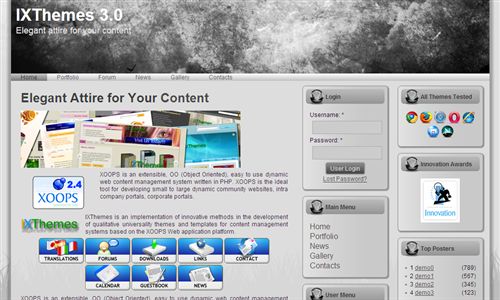 IXThemes 3.0
Elegant attire for your content
Home Portfolio Forum News Gallery Contacts
Elegant Attire for Your Content
XOOPS is an extensible, OO (Object Oriented), easy to use dynamic
web content management system written in PHP. XOOPS is the ideal
tool for developing small to large dynamic community websites, intra
company portals, corporate portals.
2.4
XOOPS
IXThemes
IXThemes is an implementation of innovative methods in the development
of qualitative universality themes and templates for content management
systems based on the XOOPS Web application platform.
TRANSLATIONS FORUMS DOWNLOADS LINKS CONTACT
CALENDAR GUESTBOOK NEWS
XOOPS is an extensible, OO (Object Oriented), easy to use dynamic web content management
Login
Username: *
Password: *
User Login
Lost Password?
Main Menu
Home
Portfolio
News
Gallery
Contacts
User Menu
All Themes Tested
Innovation Awards
Innovation
Top Posters
1 demo0 (789)
2 demo1 (459)
3 demo3 (123)